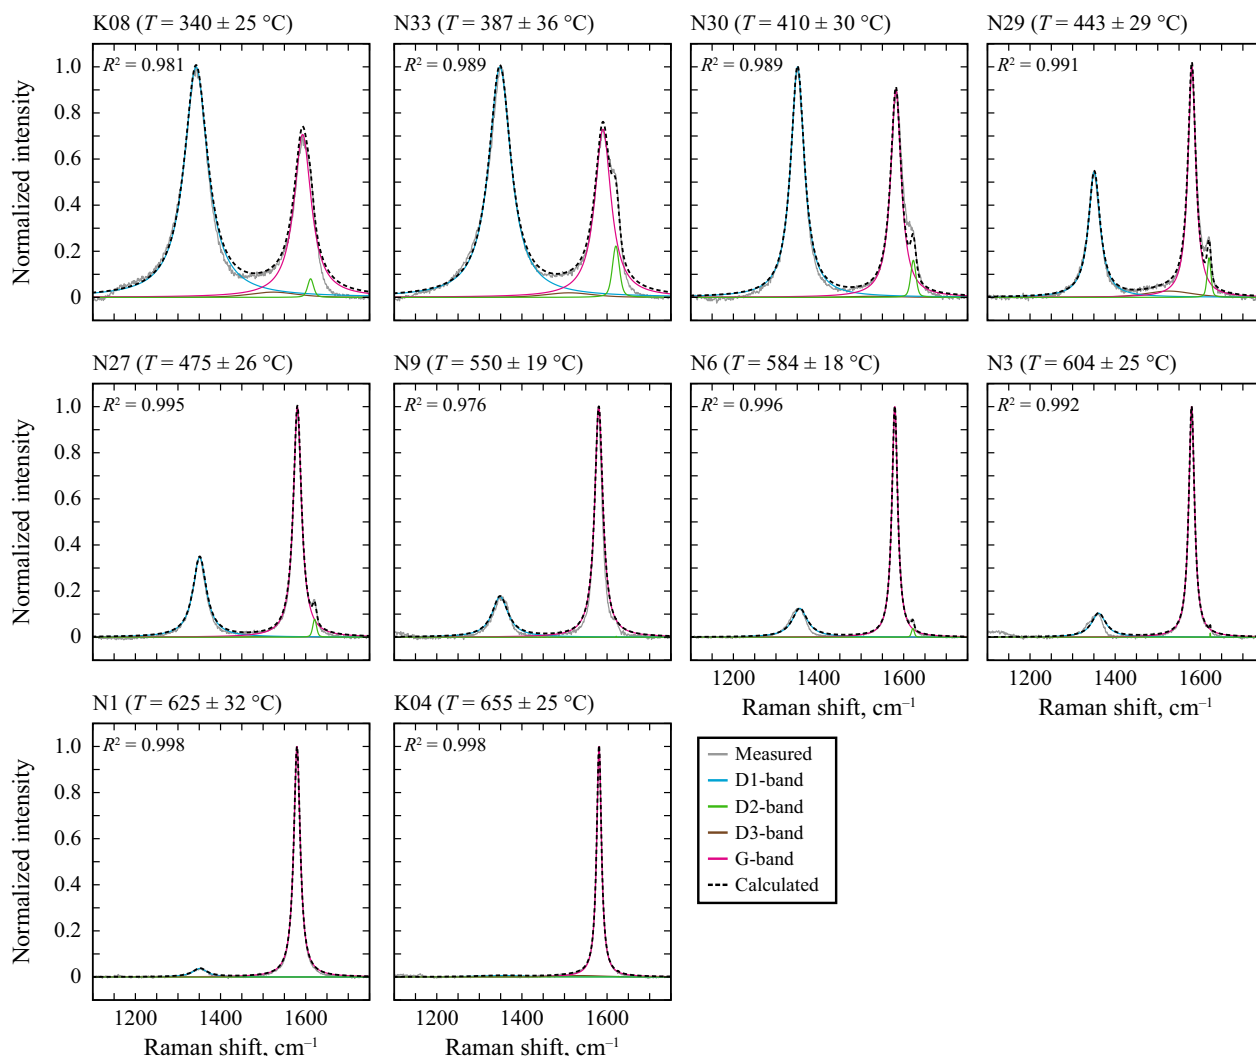 K08 (T = 340 ± 25 °C)
N33 (T = 387 ± 36 °C)
N30 (T = 410 ± 30 °C)
N29 (T = 443 ± 29 °C)
R² = 0.981
R² = 0.989
R² = 0.989
R² = 0.991
Normalized intensity
1.0
0.8
0.6
0.4
0.2
0
N27 (T = 475 ± 26 °C)
N9 (T = 550 ± 19 °C)
N6 (T = 584 ± 18 °C)
N3 (T = 604 ± 25 °C)
R² = 0.995
R² = 0.976
R² = 0.996
R² = 0.992
Normalized intensity
1.0
0.8
0.6
0.4
0.2
0
1200 1400 1600
Raman shift, cm⁻¹
1200 1400 1600
Raman shift, cm⁻¹
N1 (T = 625 ± 32 °C)
K04 (T = 655 ± 25 °C)
R² = 0.998
R² = 0.998
Normalized intensity
1.0
0.8
0.6
0.4
0.2
0
1200 1400 1600
Raman shift, cm⁻¹
1200 1400 1600
Raman shift, cm⁻¹
Measured
D1-band
D2-band
D3-band
G-band
Calculated